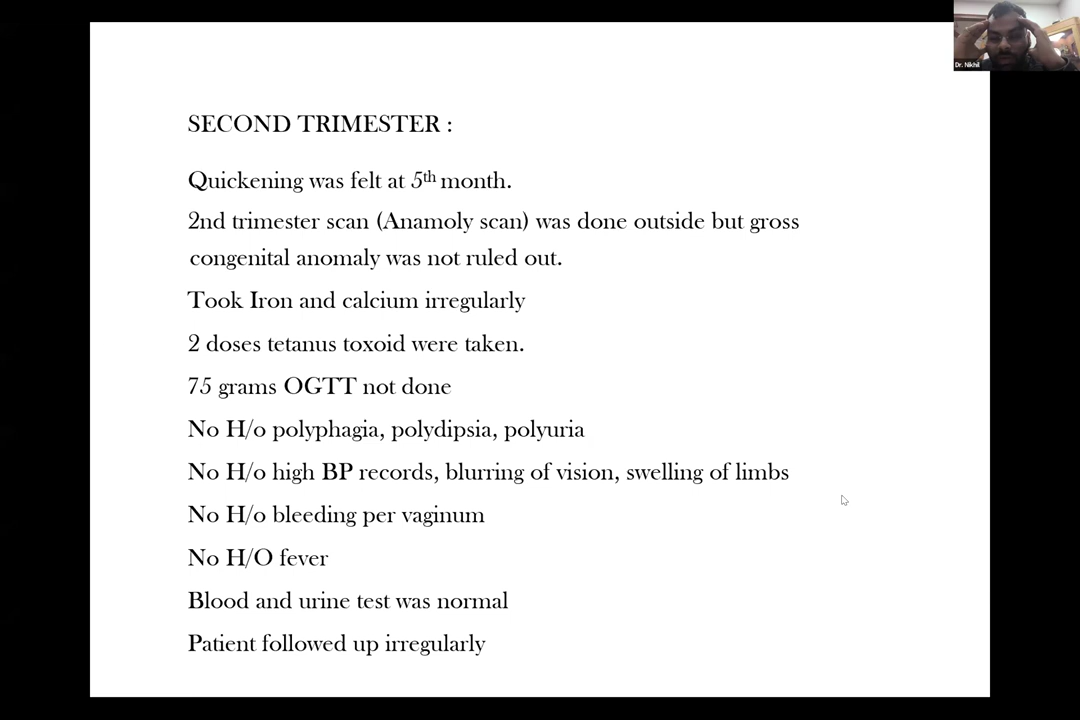 Dr. Nikhil
SECOND TRIMESTER :
Quickening was felt at 5th month.
2nd trimester scan (Anamoly scan) was done outside but gross
congenital anomaly was not ruled out.
Took Iron and calcium irregularly
2 doses tetanus toxoid were taken.
75 grams OGTT not done
No H/o polyphagia, polydipsia, polyuria
No H/o high BP records, blurring of vision, swelling of limbs
No H/o bleeding per vaginum
No H/O fever
Blood and urine test was normal
Patient followed up irregularly